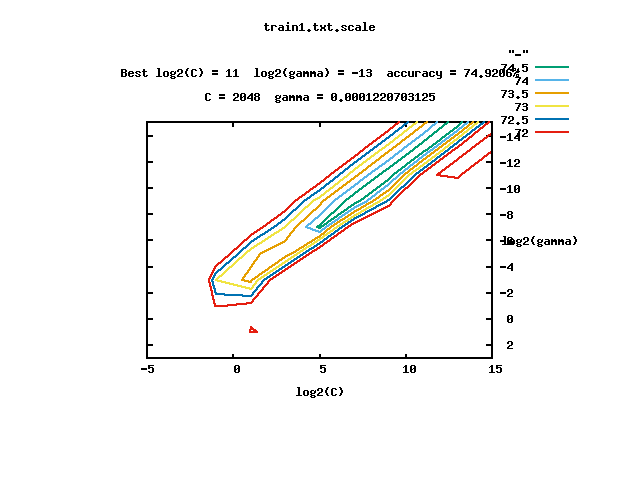 train1.txt.scale
"-"
Best log2(C) = 11 log2(gamma) = -13 accuracy = 74.9206%
74.5
74
C = 2048 gamma = 0.0001220703125
73.5
73
72.5
72
-14
-12
-10
-8
-6
log2(gamma)
-4
-2
0
2
-5 0 5 10 15
log2(C)